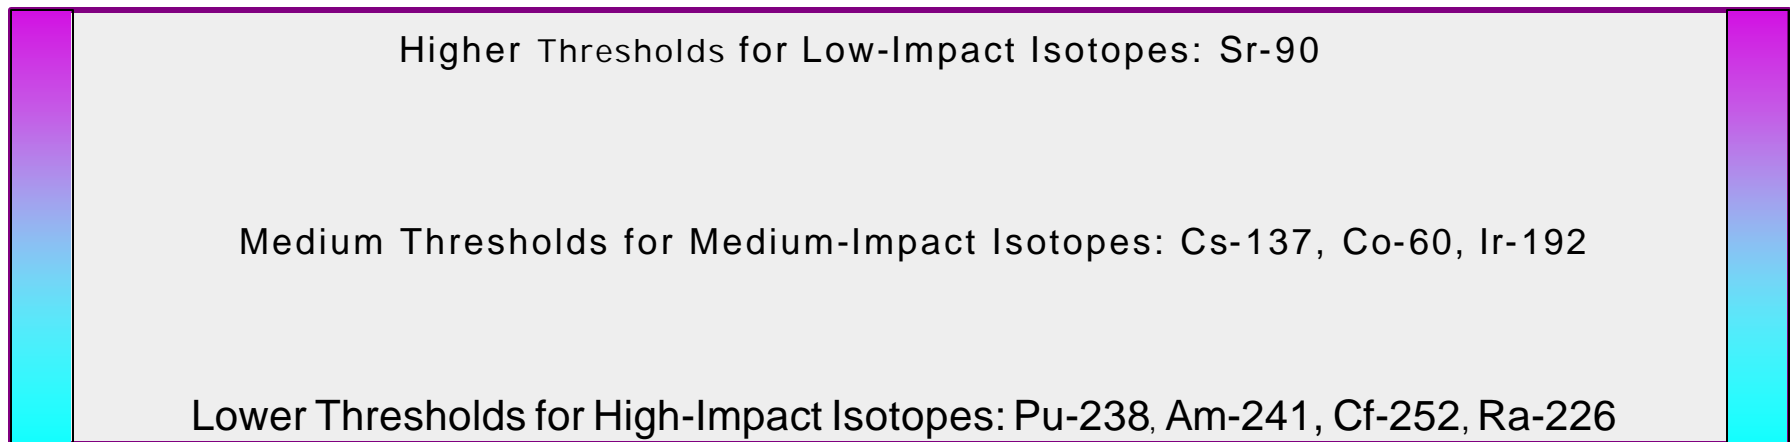 Higher Thresholds for Low-Impact Isotopes: Sr-90
Medium Thresholds for Medium-Impact Isotopes: Cs-137, Co-60, Ir-192
Lower Thresholds for High-Impact Isotopes: Pu-238, Am-241, Cf-252, Ra-226